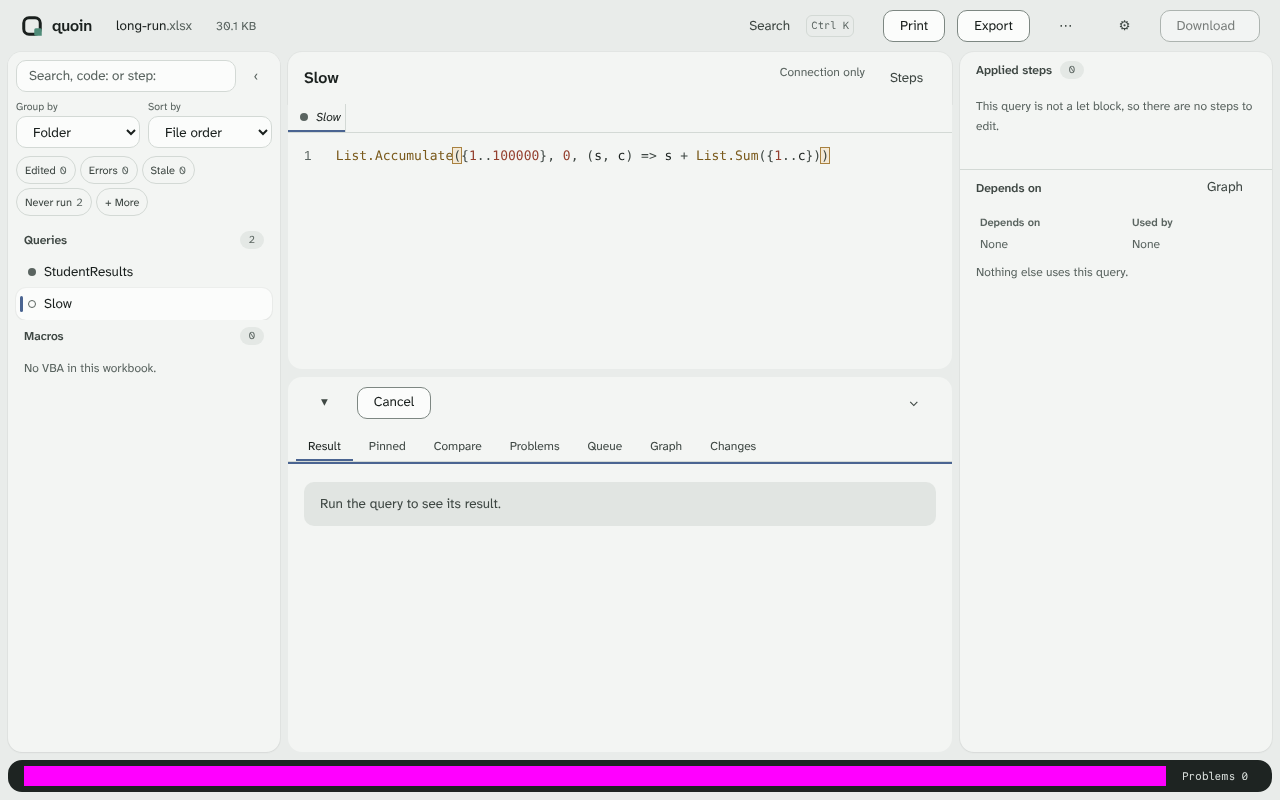 quoin
long-run.xlsx
30.1 KB
Search
Ctrl K
Print
Export
Download
Search, code: or step:
Group by
Sort by
Folder
File order
Edited 0
Errors 0
Stale 0
Never run 2
+ More
Queries
2
StudentResults
Slow
Macros
0
No VBA in this workbook.
Slow
Connection only
Steps
Slow
1 List.Accumulate({1..100000}, 0, (s, c) => s + List.Sum({1..c}))
Cancel
Result
Pinned
Compare
Problems
Queue
Graph
Changes
Run the query to see its result.
Applied steps
0
This query is not a let block, so there are no steps to
edit.
Depends on
Graph
Depends on
Used by
None
None
Nothing else uses this query.
Problems 0